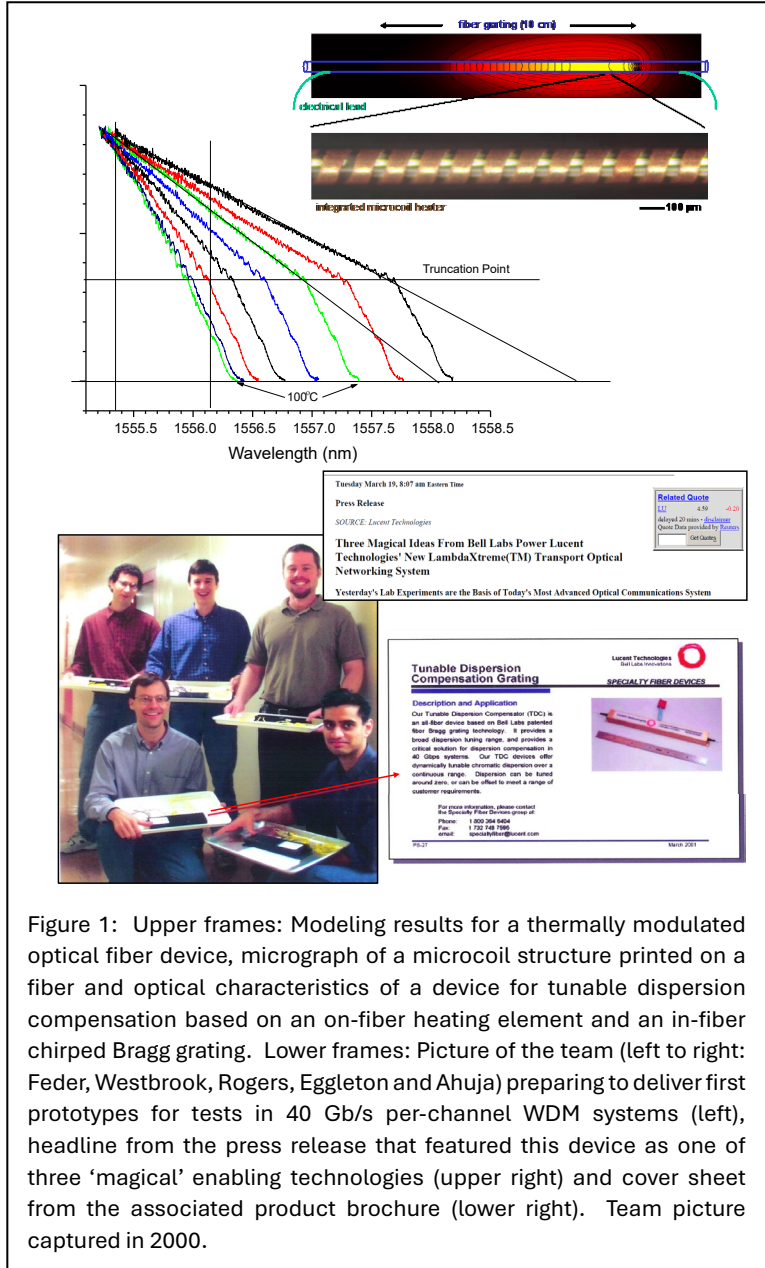 fiber grating (10 cm)
electrical lead
integrated microcoil heater
100 µm
Truncation Point
100°C
1555.5 1556.0 1556.5 1557.0 1557.5 1558.0 1558.5
Wavelength (nm)
Tuesday March 19, 8:07 am Eastern Time
Press Release
SOURCE: Lucent Technologies
Three Magical Ideas From Bell Labs Power Lucent
Technologies' New LambdaXtreme(TM) Transport Optical
Networking System
Yesterday's Lab Experiments are the Basis of Today's Most Advanced Optical Communications System
Related Quote
LU 4.59 -0.20
delayed 20 mins - disclaimer
Quote Data provided by Reuters
Get Quotes
Tunable Dispersion
Compensation Grating
Lucent Technologies
Bell Labs Innovations
SPECIALTY FIBER DEVICES
Description and Application
Our Tunable Dispersion Compensator (TDC) is
an all-fiber device based on Bell Labs patented
fiber Bragg grating technology. It provides a
broad dispersion tuning range, and provides a
critical solution for dispersion compensation in
40 Gbps systems. Our TDC devices offer
dynamically tunable chromatic dispersion over a
continuous range. Dispersion can be tuned
around zero, or can be offset to meet a range of
customer requirements.
For more information, please contact
the Specialty Fiber Devices group at:
Phone:
Fax: 1 732 748 7595
email: specialtyfiber@lucent.com
March 2001
Figure 1: Upper frames: Modeling results for a thermally modulated
optical fiber device, micrograph of a microcoil structure printed on a
fiber and optical characteristics of a device for tunable dispersion
compensation based on an on-fiber heating element and an in-fiber
chirped Bragg grating. Lower frames: Picture of the team (left to right:
Feder, Westbrook, Rogers, Eggleton and Ahuja) preparing to deliver first
prototypes for tests in 40 Gb/s per-channel WDM systems (left),
headline from the press release that featured this device as one of
three ‘magical’ enabling technologies (upper right) and cover sheet
from the associated product brochure (lower right). Team picture
captured in 2000.